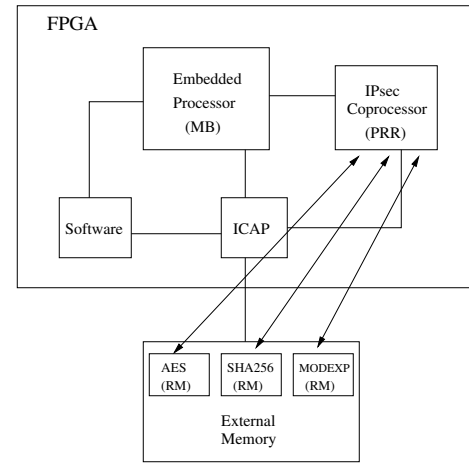 FPGA
Embedded
Processor
(MB)
IPsec
Coprocessor
(PRR)
Software
ICAP
AES
(RM)
SHA256
(RM)
MODEXP
(RM)
External
Memory